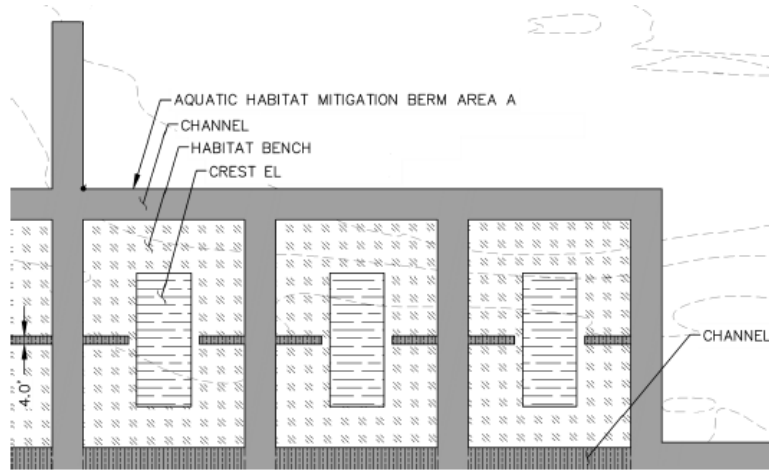 AQUATIC HABITAT MITIGATION BERM AREA A
CHANNEL
HABITAT BENCH
CREST EL
CHANNEL
4.0'